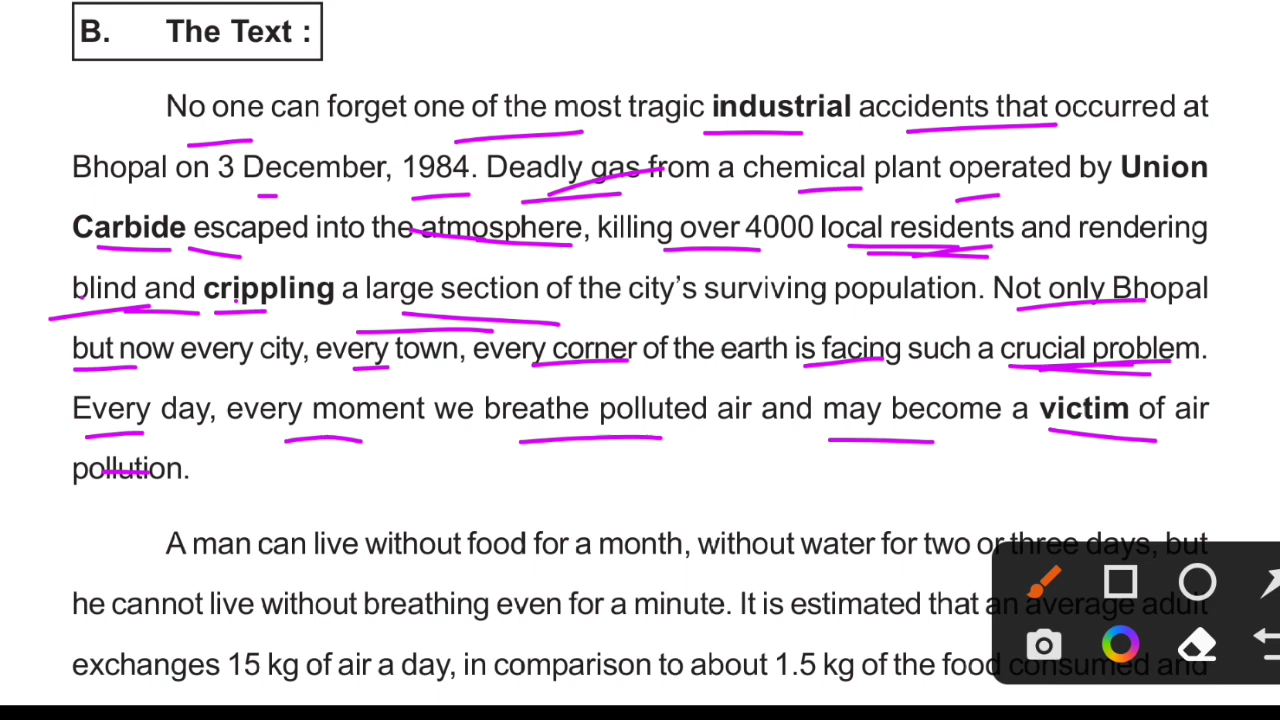 B. The Text :
No one can forget one of the most tragic industrial accidents that occurred at
Bhopal on 3 December, 1984. Deadly gas from a chemical plant operated by Union
Carbide escaped into the atmosphere, killing over 4000 local residents and rendering
blind and crippling a large section of the city's surviving population. Not only Bhopal
but now every city, every town, every corner of the earth is facing such a crucial problem.
Every day, every moment we breathe polluted air and may become a victim of air
pollution.
A man can live without food for a month, without water for two or three days, but
he cannot live without breathing even for a minute. It is estimated that an average adult
exchanges 15 kg of air a day, in comparison to about 1.5 kg of the food consumed and